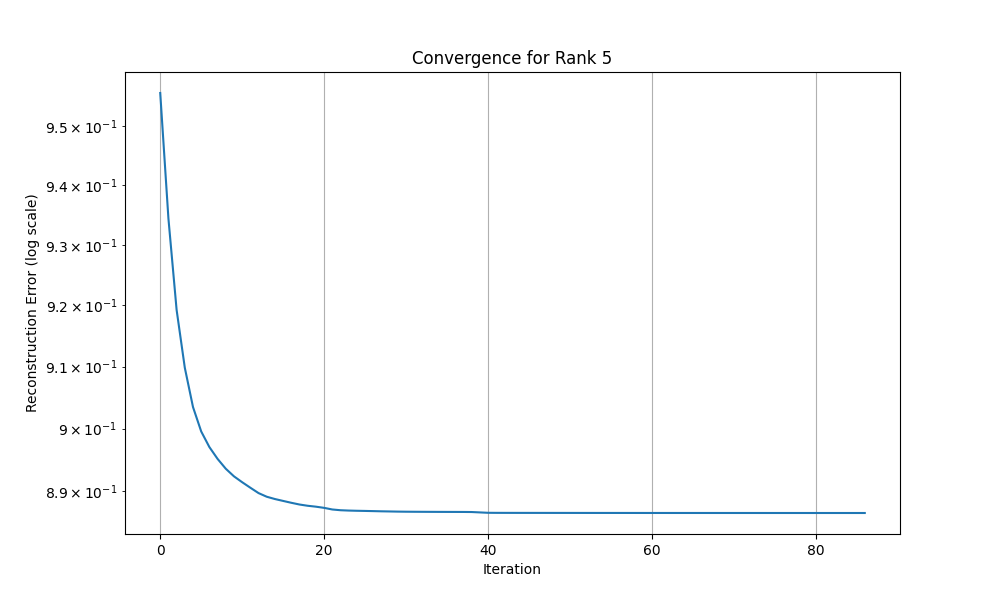 Convergence for Rank 5
Reconstruction Error (log scale)
9.5 × 10⁻¹
9.4 × 10⁻¹
9.3 × 10⁻¹
9.2 × 10⁻¹
9.1 × 10⁻¹
9 × 10⁻¹
8.9 × 10⁻¹
0 20 40 60 80
Iteration